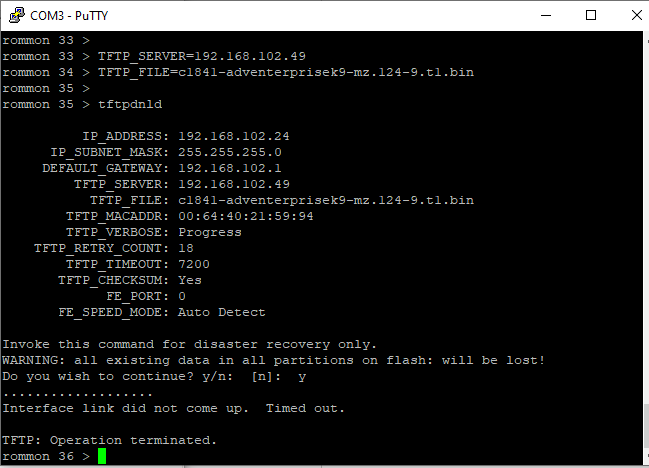 COM3 - PuTTY
rommon 33 >
rommon 33 > TFTP_SERVER=192.168.102.49
rommon 34 > TFTP_FILE=c1841-adventerprisek9-mz.124-9.t1.bin
rommon 35 >
rommon 35 > tftpdnld
IP_ADDRESS: 192.168.102.24
IP_SUBNET_MASK: 255.255.255.0
DEFAULT_GATEWAY: 192.168.102.1
TFTP_SERVER: 192.168.102.49
TFTP_FILE: c1841-adventerprisek9-mz.124-9.t1.bin
TFTP_MACADDR: 00:64:40:21:59:94
TFTP_VERBOSE: Progress
TFTP_RETRY_COUNT: 18
TFTP_TIMEOUT: 7200
TFTP_CHECKSUM: Yes
FE_PORT: 0
FE_SPEED_MODE: Auto Detect
Invoke this command for disaster recovery only.
WARNING: all existing data in all partitions on flash: will be lost!
Do you wish to continue? y/n:  [n]:  y
...................
Interface link did not come up.  Timed out.
TFTP: Operation terminated.
rommon 36 >